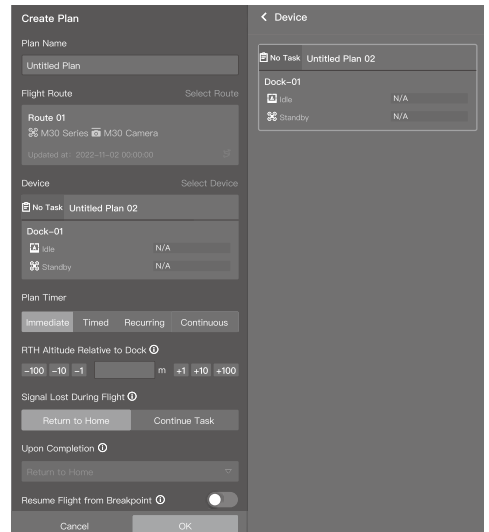 Create Plan
Plan Name
Untitled Plan
Flight Route Select Route
Route 01
M30 Series M30 Camera
Updated at: 2022-11-02 00:00:00
Device Select Device
No Task Untitled Plan 02
Dock-01
Idle N/A
Standby N/A
Plan Timer
Immediate Timed Recurring Continuous
RTH Altitude Relative to Dock
-100 -10 -1 m +1 +10 +100
Signal Lost During Flight
Return to Home Continue Task
Upon Completion
Return to Home
Resume Flight from Breakpoint
Cancel OK
Device
No Task Untitled Plan 02
Dock-01
Idle N/A
Standby N/A